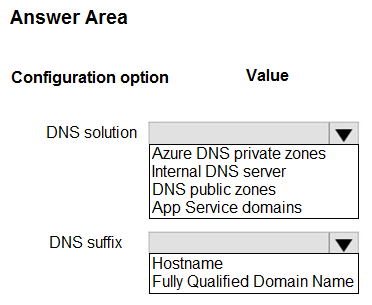 Answer Area
Configuration option Value
DNS solution
Azure DNS private zones
Internal DNS server
DNS public zones
App Service domains
DNS suffix
Hostname
Fully Qualified Domain Name